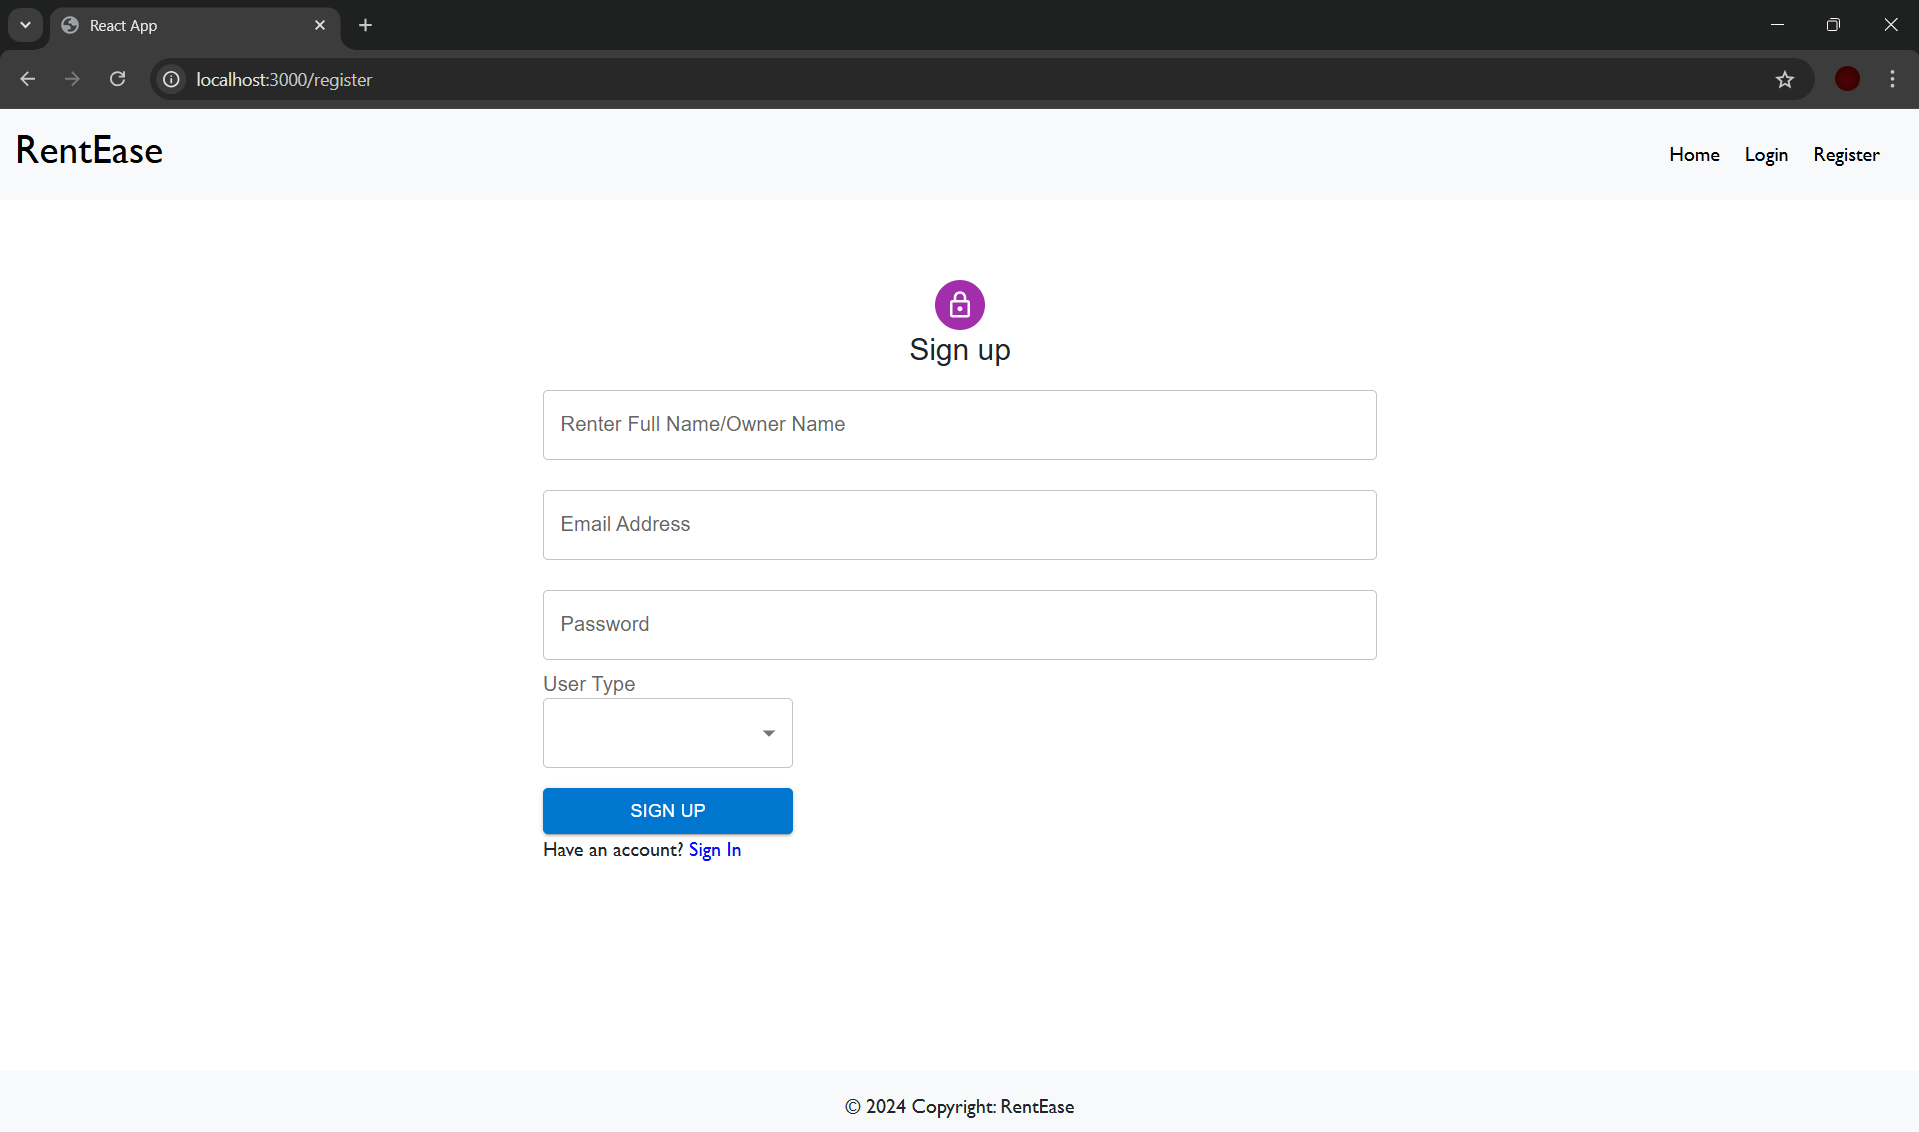 React App
localhost:3000/register
RentEase
Home Login Register
Sign up
Renter Full Name/Owner Name
Email Address
Password
User Type
SIGN UP
Have an account? Sign In
© 2024 Copyright: RentEase